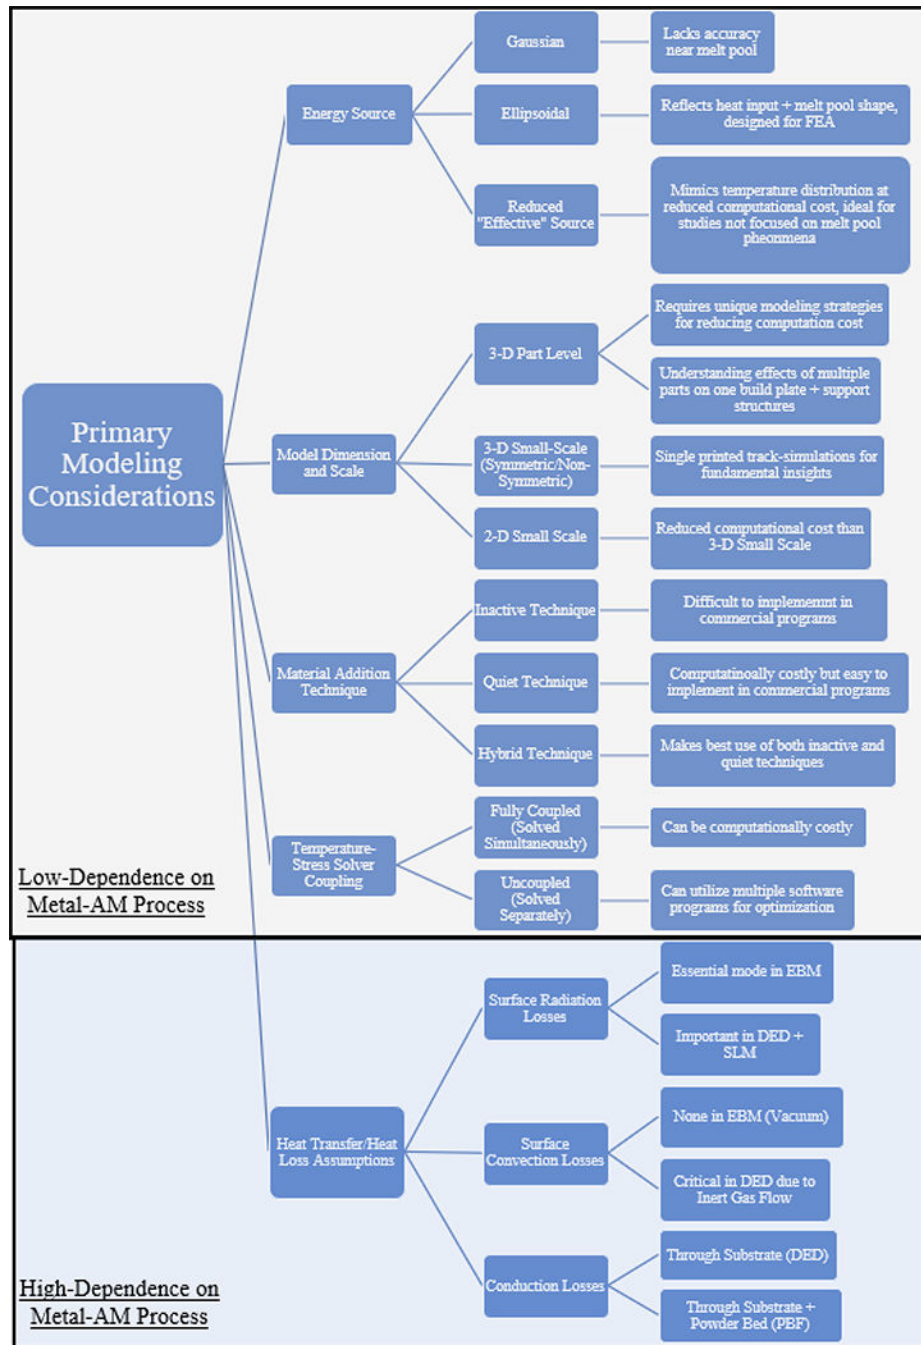 Primary
Modeling
Considerations
Energy Source
Gaussian
Lacks accuracy
near melt pool
Ellipsoidal
Reflects heat input + melt pool shape,
designed for FEA
Reduced
"Effective" Source
Mimics temperature distribution at
reduced computational cost, ideal for
studies not focused on melt pool
pheonmena
Model Dimension
and Scale
3-D Part Level
Requires unique modeling strategies
for reducing computation cost
Understanding effects of multiple
parts on one build plate + support
structures
3-D Small-Scale
(Symmetric/Non-
Symmetric)
Single printed track-simulations for
fundamental insights
2-D Small Scale
Reduced computational cost than
3-D Small Scale
Material Addition
Technique
Inactive Technique
Difficult to implememnt in
commercial programs
Quiet Technique
Computatinoally costly but easy to
implement in commercial programs
Hybrid Technique
Makes best use of both inactive and
quiet techniques
Temperature-
Stress Solver
Coupling
Fully Coupled
(Solved
Simultaneously)
Can be computationally costly
Uncoupled
(Solved
Separately)
Can utilize multiple software
programs for optimization
Low-Dependence on
Metal-AM Process
Heat Transfer/Heat
Loss Assumptions
Surface Radiation
Losses
Essential mode in EBM
Important in DED +
SLM
Surface
Convection Losses
None in EBM (Vacuum)
Critical in DED due to
Inert Gas Flow
Conduction Losses
Through Substrate (DED)
Through Substrate +
Powder Bed (PBF)
High-Dependence on
Metal-AM Process